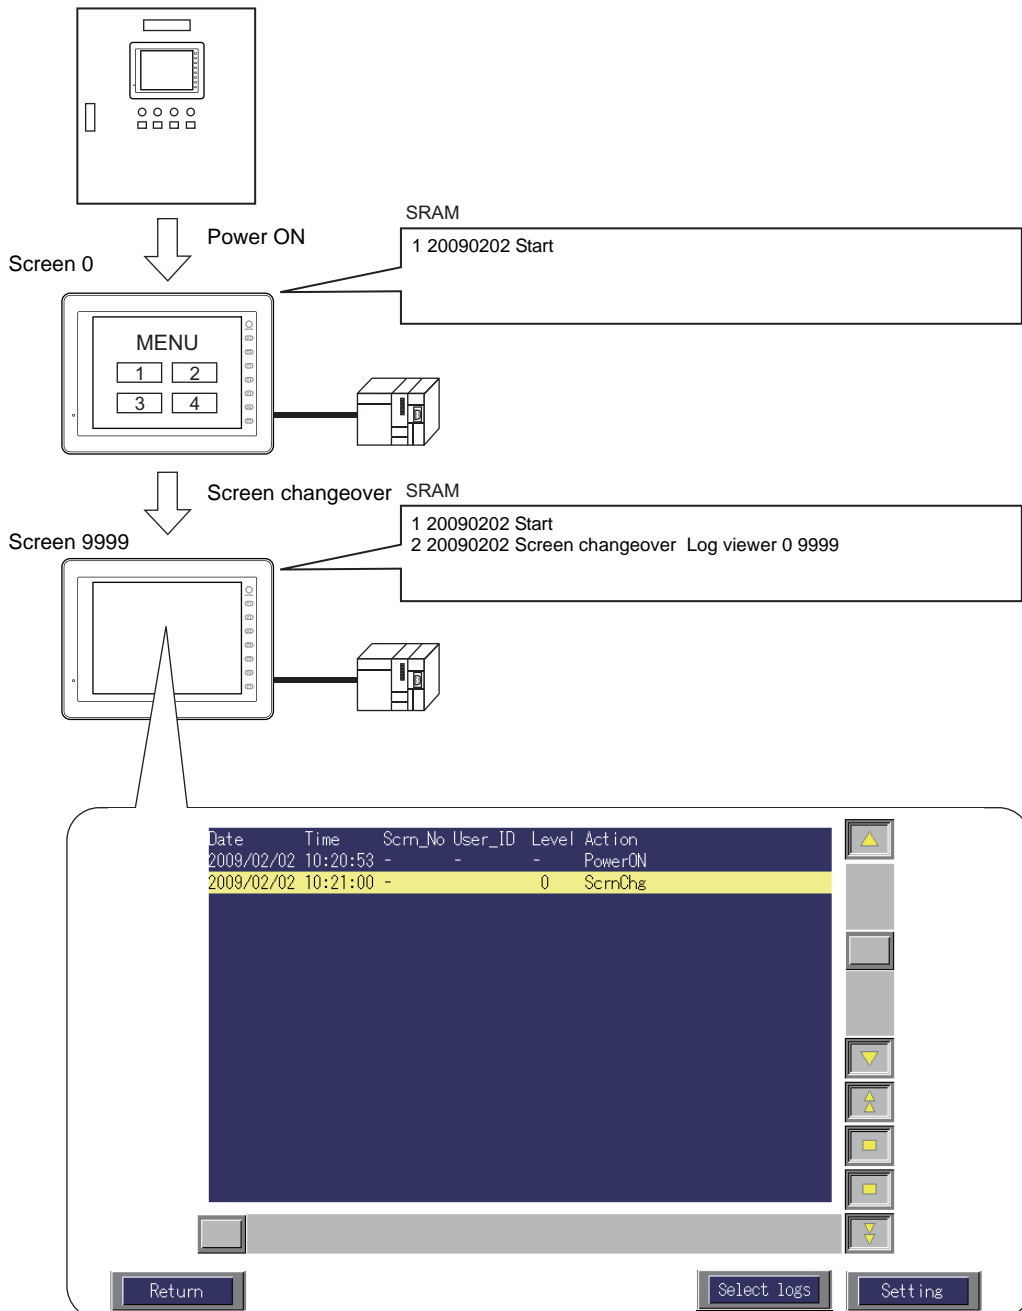 SRAM
Power ON
1 20090202 Start
Screen 0
MENU
1 2
3 4
Screen changeover
SRAM
1 20090202 Start
2 20090202 Screen changeover Log viewer 0 9999
Screen 9999
Date Time Scrn_No User_ID Level Action
2009/02/02 10:20:53 - - - PowerON
2009/02/02 10:21:00 - 0 ScrnChg
Return
Select logs
Setting